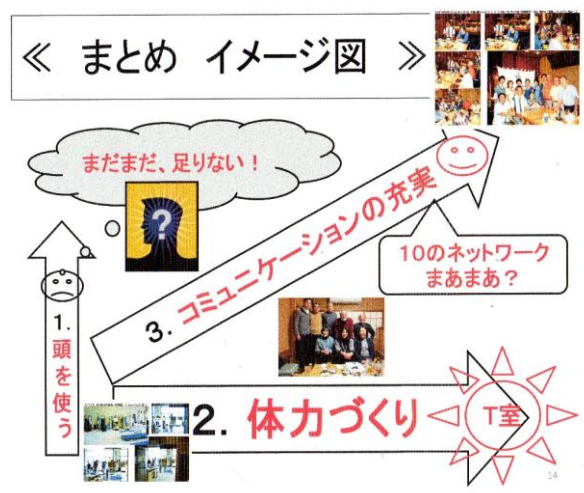 ≪ まとめ イメージ図 ≫
まだまだ、足りない！
?
1.頭を使う
3. コミュニケーションの充実
10のネットワーク
まあまあ？
2. 体力づくり
T室
14